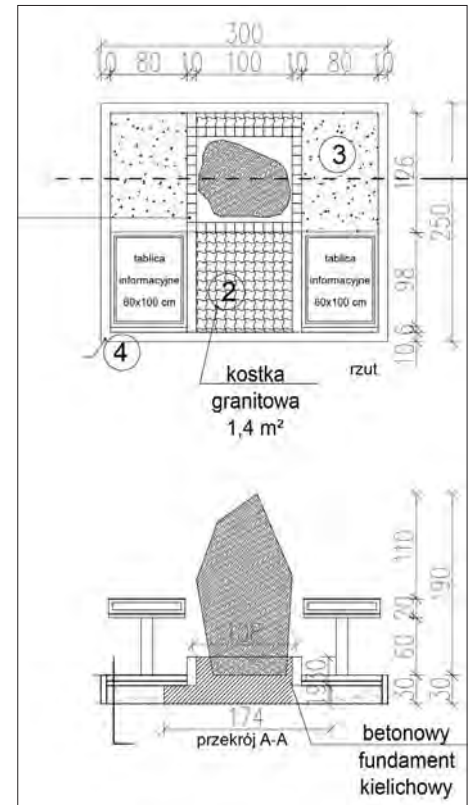 300
10 80 10 100 10 80 10
3
126
250
tablica
informacyjne
80x100 cm
tablica
informacyjne
60x100 cm
2
98
10,6
4
kostka
granitowa
1,4 m²
rzut
110
190
20
60
30
30
174
przekrój A-A
betonowy
fundament
kielichowy